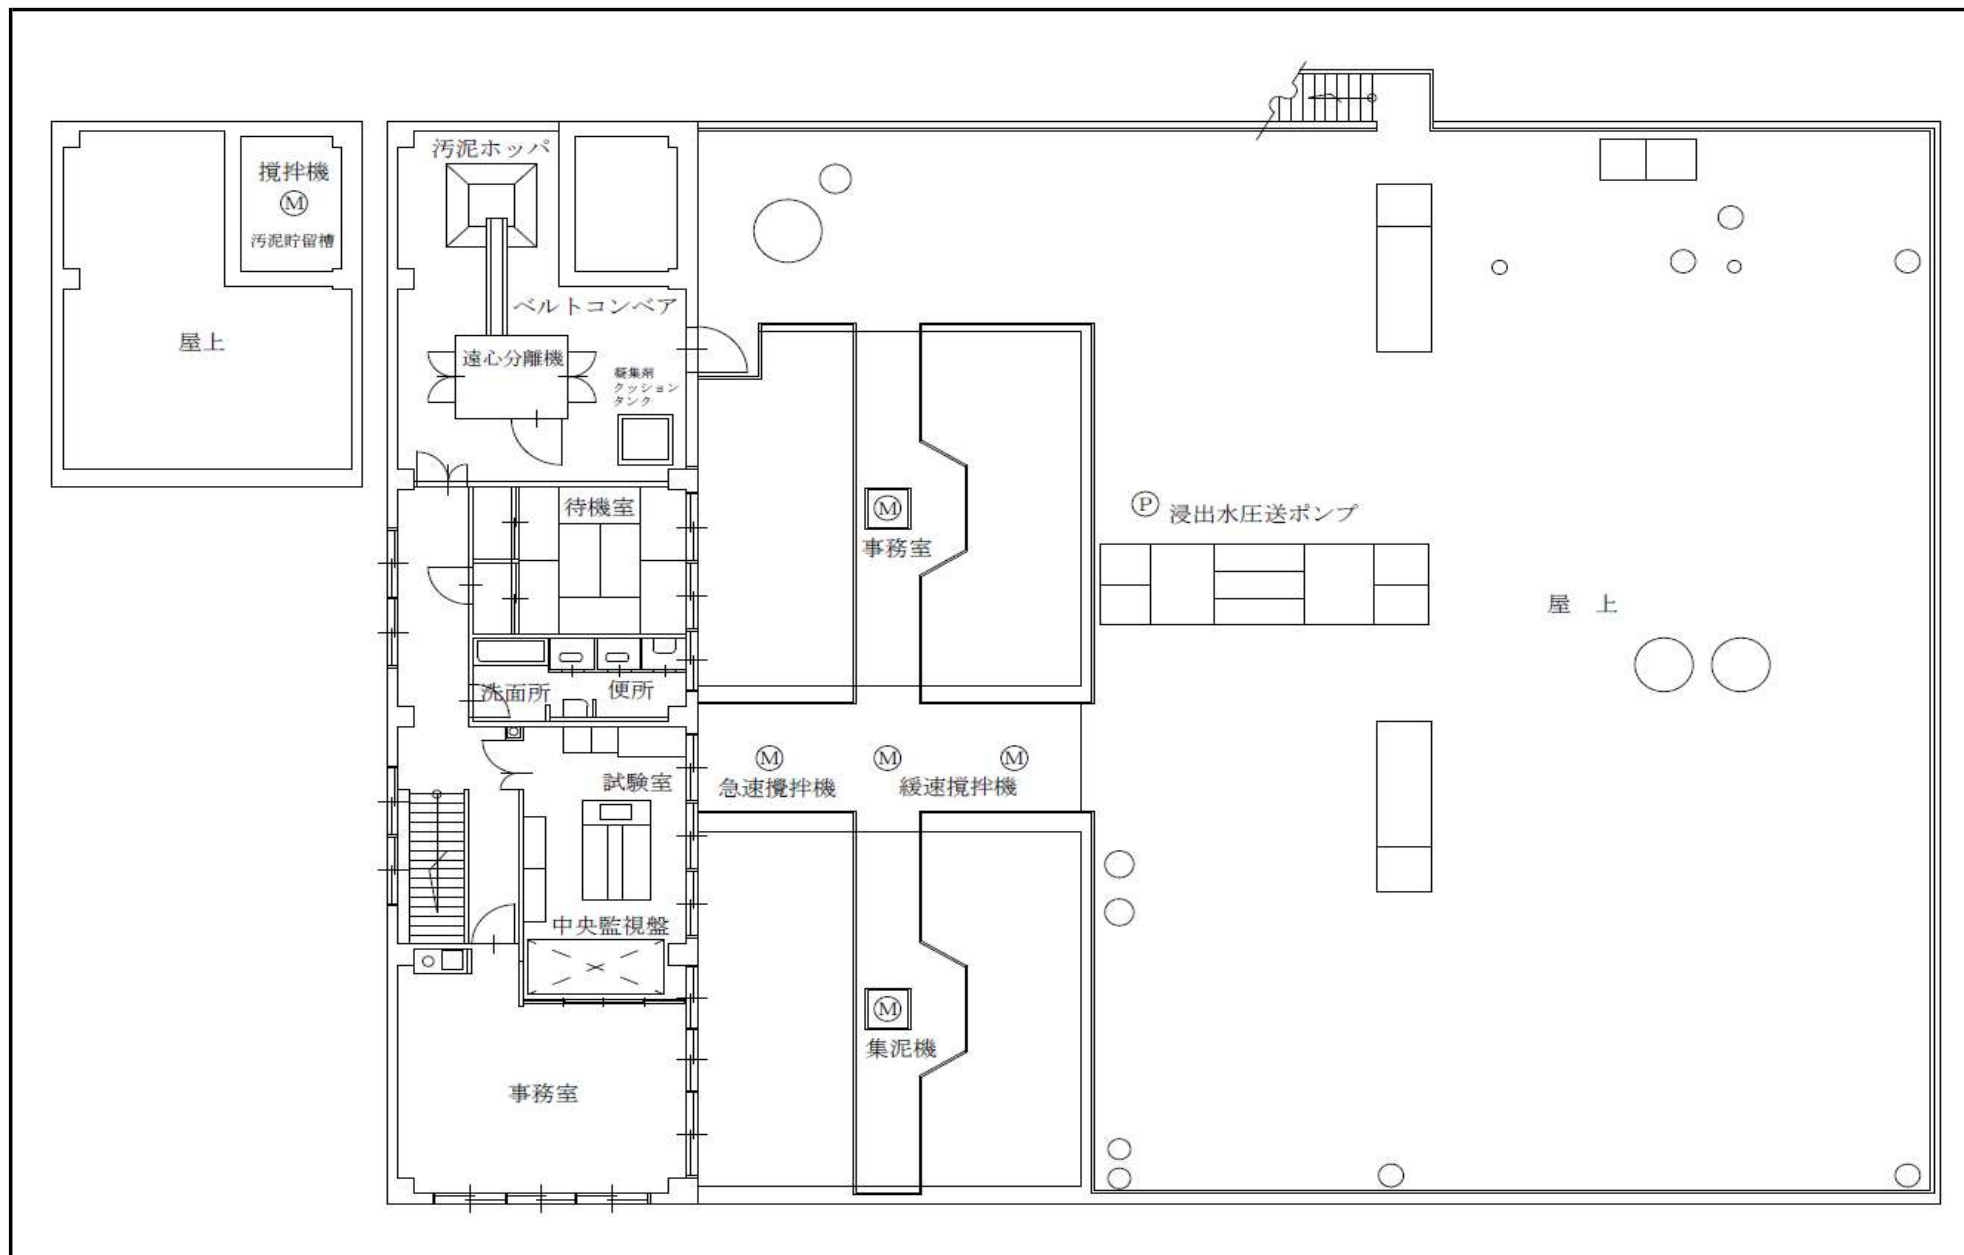 攪拌機
Ⓜ
汚泥貯留槽
屋上
汚泥ホッパ
ベルトコンベア
遠心分離機
凝集剤
クッション
タンク
待機室
洗面所
便所
試験室
中央監視盤
事務室
Ⓜ
事務室
Ⓜ
急速攪拌機
Ⓜ
Ⓜ
緩速攪拌機
Ⓜ
集泥機
Ⓟ
浸出水圧送ポンプ
屋 上